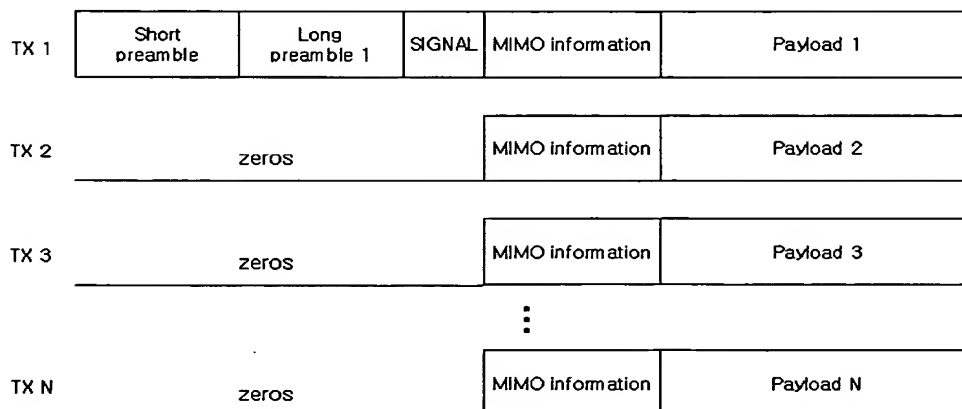 TX 1 Short preamble Long preamble 1 SIGNAL MIMO information Payload 1
TX 2 zeros MIMO information Payload 2
TX 3 zeros MIMO information Payload 3
TX N zeros MIMO information Payload N